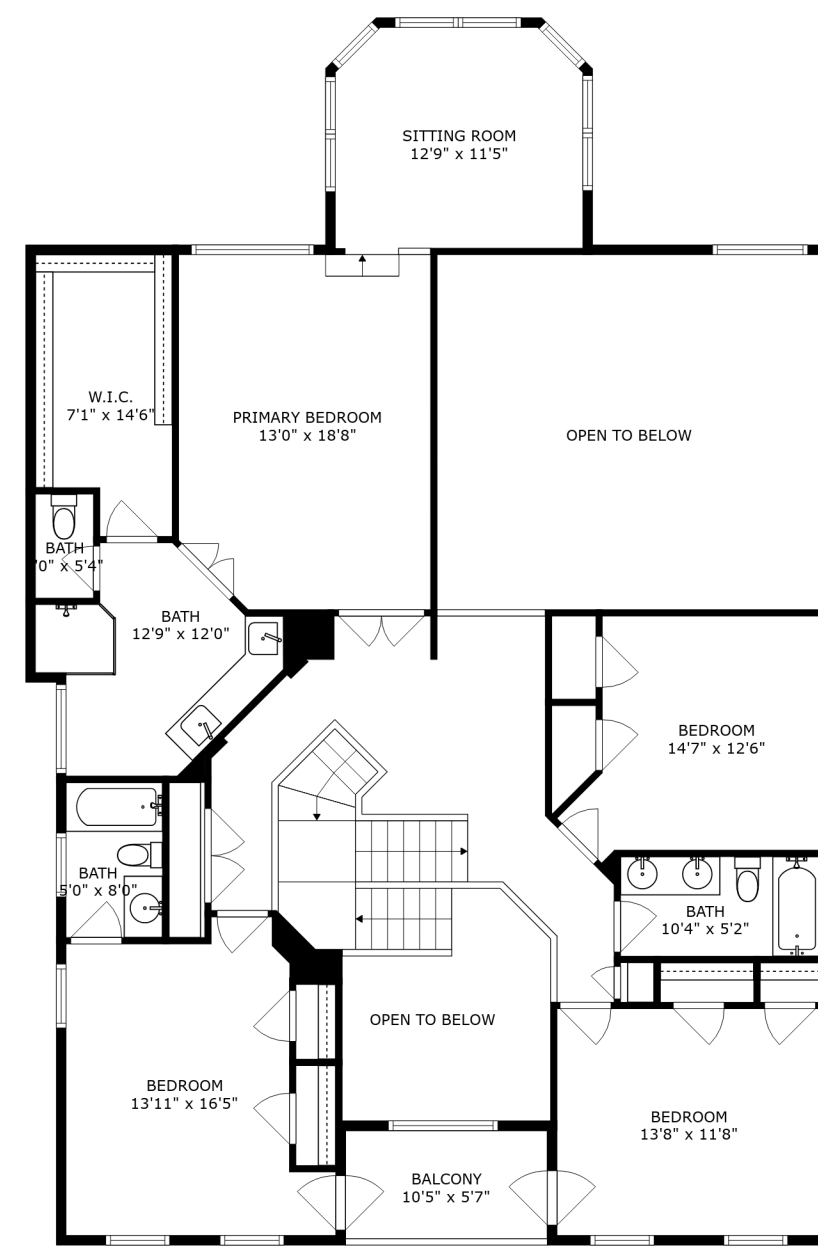 SITTING ROOM
12'9" x 11'5"
W.I.C.
7'1" x 14'6"
PRIMARY BEDROOM
13'0" x 18'8"
OPEN TO BELOW
BATH
'0" x 5'4"
BATH
12'9" x 12'0"
BEDROOM
14'7" x 12'6"
BATH
5'0" x 8'0"
BATH
10'4" x 5'2"
OPEN TO BELOW
BEDROOM
13'11" x 16'5"
BEDROOM
13'8" x 11'8"
BALCONY
10'5" x 5'7"